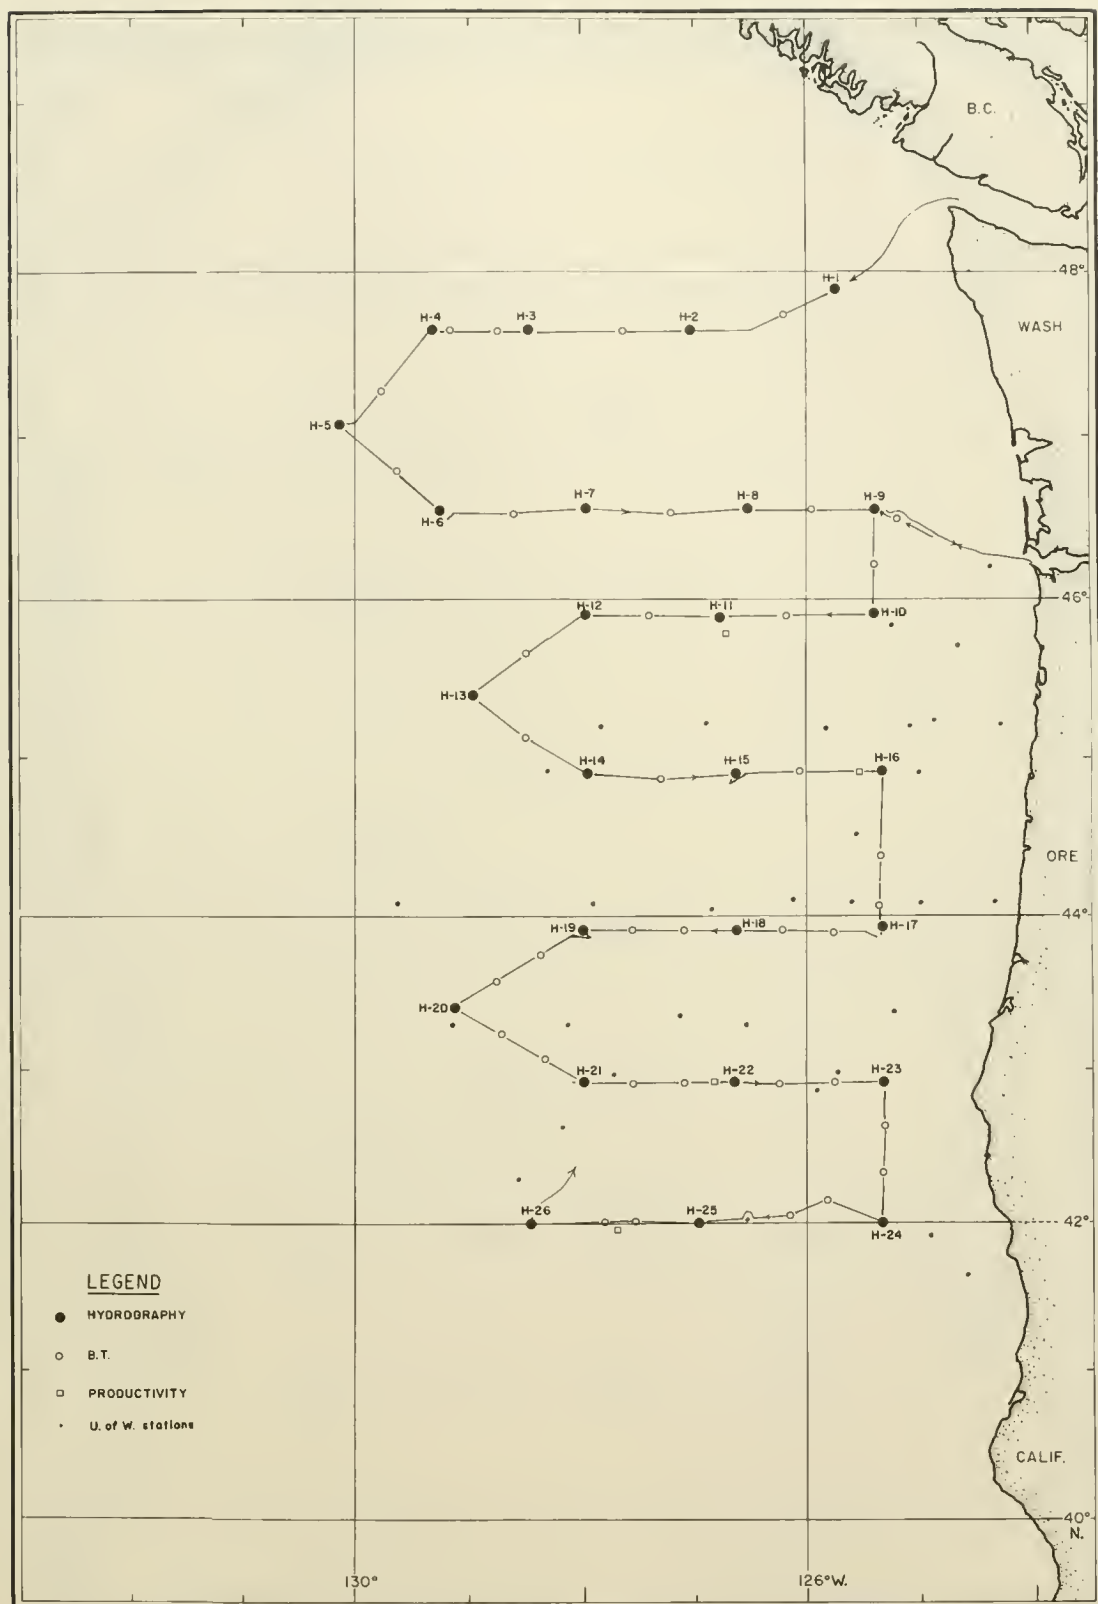 B.C.
H-1
48°
H-4
H-3
H-2
WASH
H-5
H-7
H-8
H-9
H-6
46°
H-12
H-11
H-10
H-13
H-14
H-15
H-16
ORE
44°
H-19
H-18
H-17
H-20
H-21
H-22
H-23
H-26
H-25
42°
H-24
LEGEND
HYDROGRAPHY
B.T.
PRODUCTIVITY
U. of W. stations
CALIF.
40°
N.
130°
126°W.